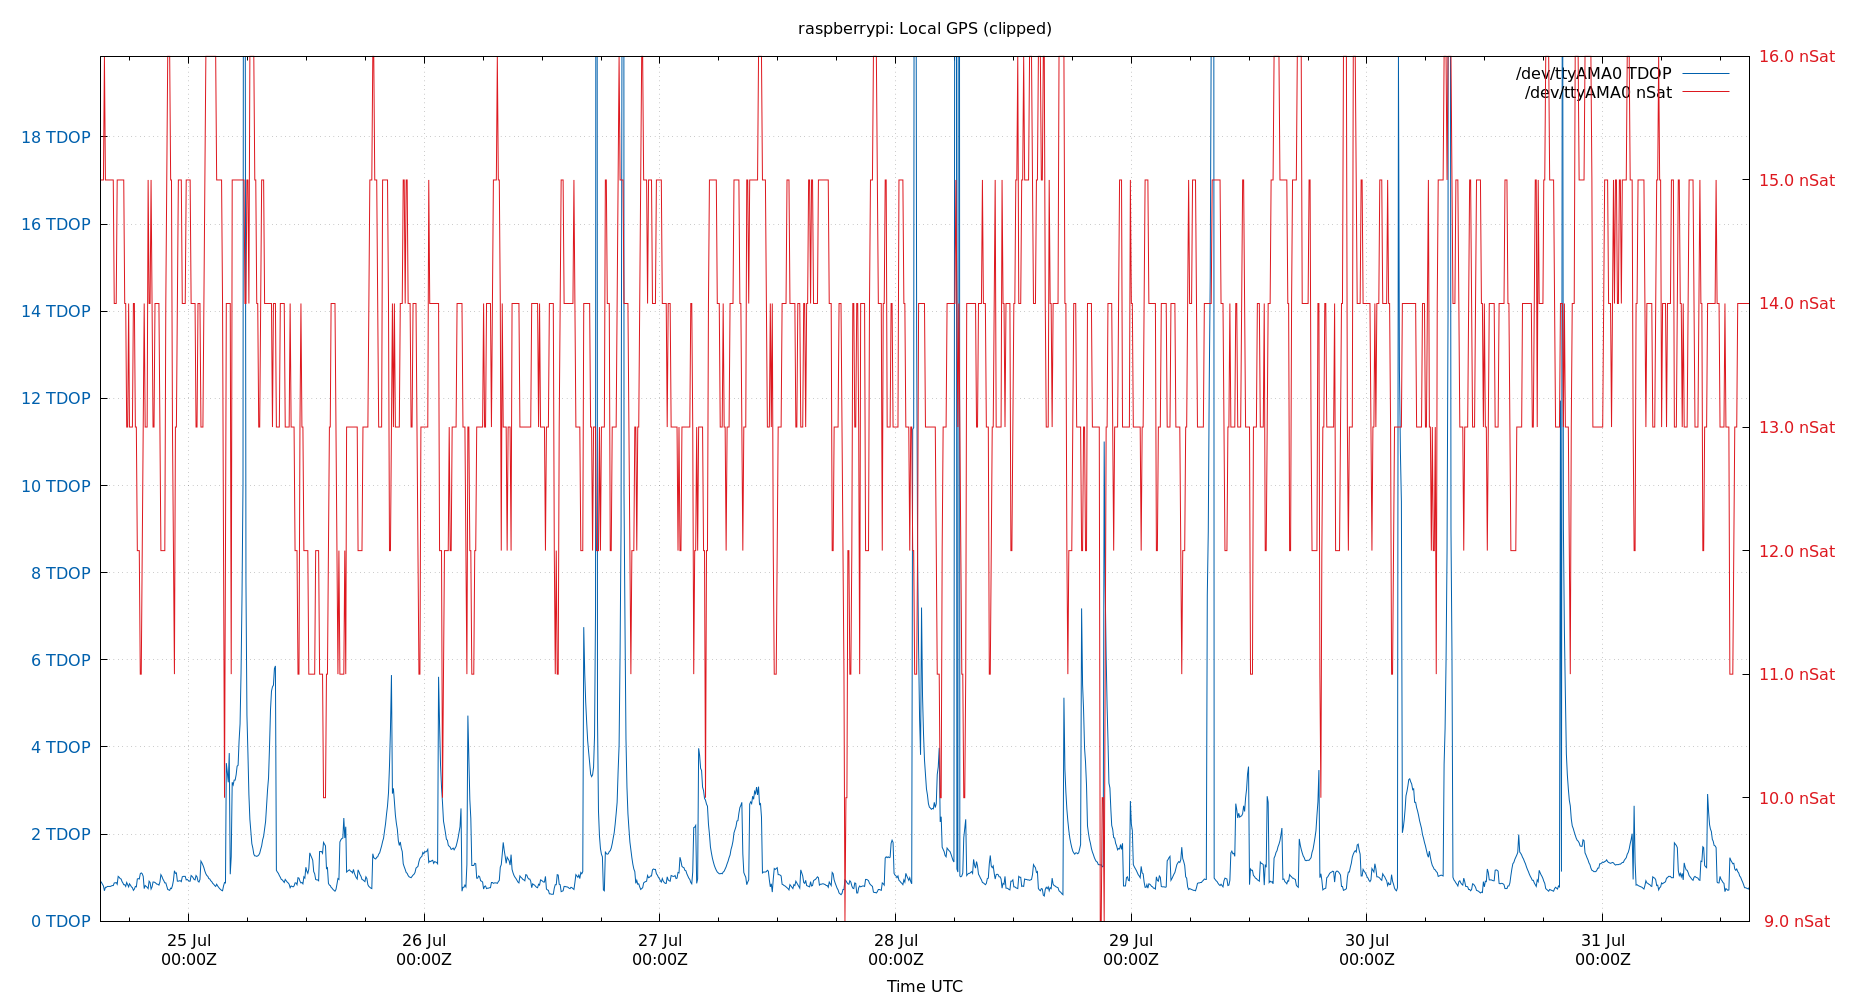 raspberrypi: Local GPS (clipped)
/dev/ttyAMA0 TDOP
/dev/ttyAMA0 nSat
18 TDOP
16 TDOP
14 TDOP
12 TDOP
10 TDOP
8 TDOP
6 TDOP
4 TDOP
2 TDOP
0 TDOP
16.0 nSat
15.0 nSat
14.0 nSat
13.0 nSat
12.0 nSat
11.0 nSat
10.0 nSat
9.0 nSat
25 Jul
00:00Z
26 Jul
00:00Z
27 Jul
00:00Z
28 Jul
00:00Z
29 Jul
00:00Z
30 Jul
00:00Z
31 Jul
00:00Z
Time UTC